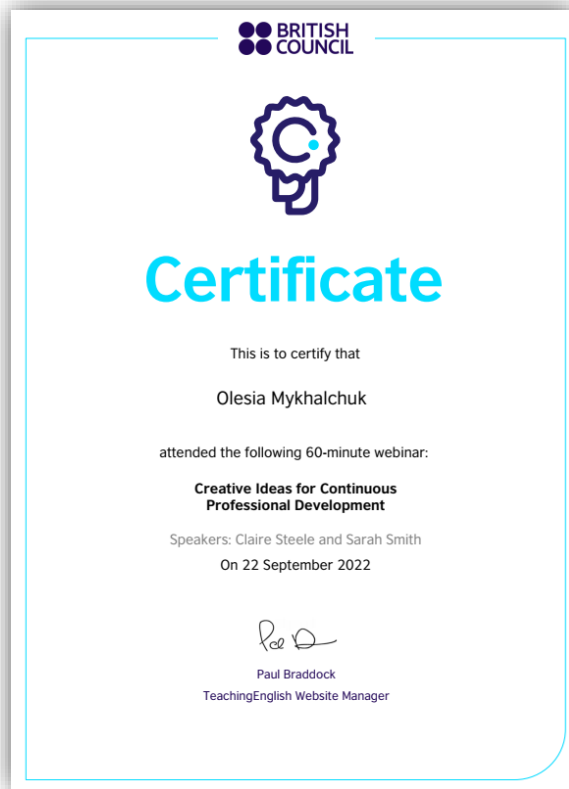 BRITISH
COUNCIL
Certificate
This is to certify that
Olesia Mykhalchuk
attended the following 60-minute webinar:
Creative Ideas for Continuous
Professional Development
Speakers: Claire Steele and Sarah Smith
On 22 September 2022
Paul Braddock
TeachingEnglish Website Manager